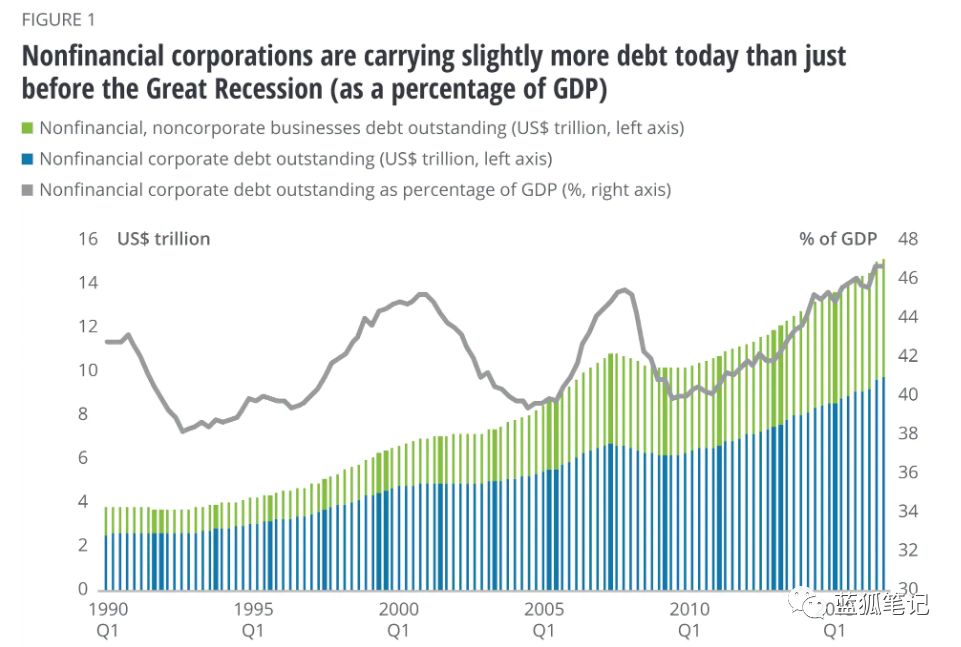 FIGURE 1
Nonfinancial corporations are carrying slightly more debt today than just
before the Great Recession (as a percentage of GDP)
Nonfinancial, noncorporate businesses debt outstanding (US$ trillion, left axis)
Nonfinancial corporate debt outstanding (US$ trillion, left axis)
Nonfinancial corporate debt outstanding as percentage of GDP (%, right axis)
16 US$ trillion % of GDP 48
14 46
12 44
10 42
8 40
6 38
4 36
34
2 32
0 30
1990 1995 2000 2005 2010
Q1 Q1 Q1 Q1 Q1 Q1
蓝狐笔记